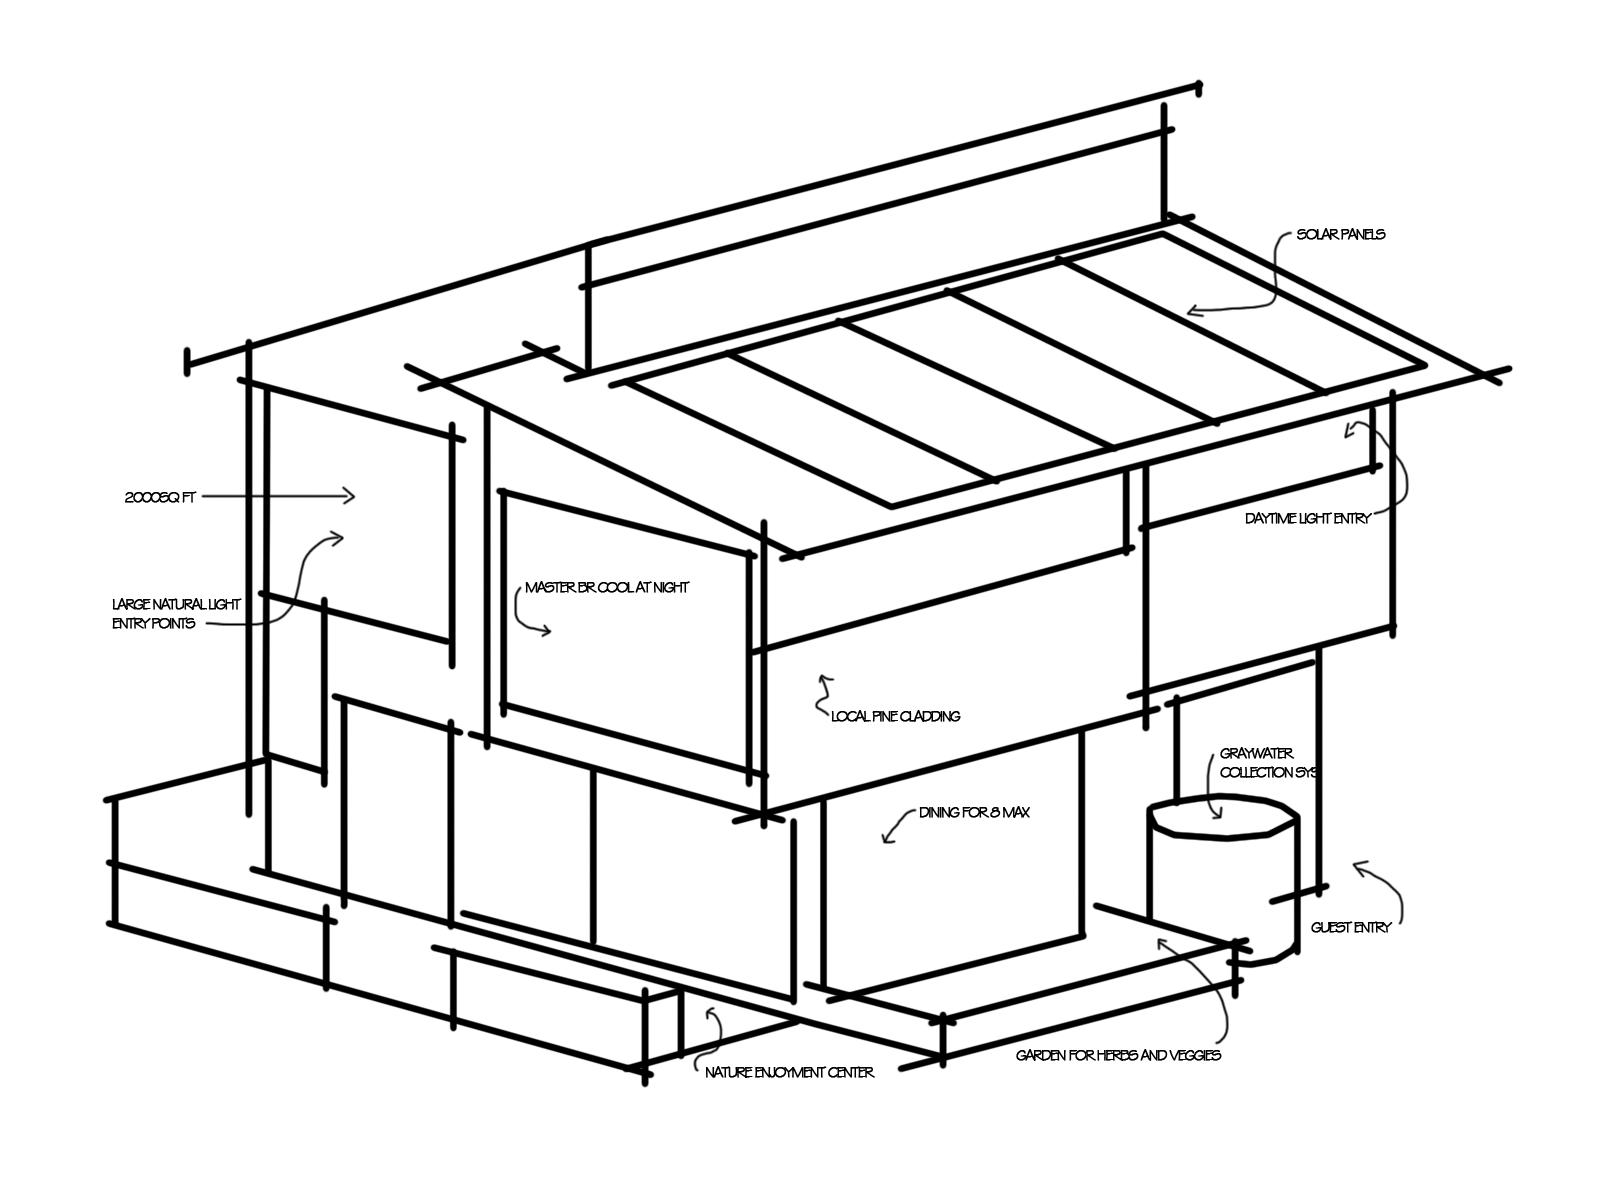 SOLAR PANELS
2000SQ FT
DAYTIME LIGHT ENTRY
MASTER BR COOL AT NIGHT
LARGE NATURAL LIGHT
ENTRY POINTS
LOCAL PINE CLADDING
GRAYWATER
COLLECTION SYS
DINING FOR 8 MAX
GUEST ENTRY
GARDEN FOR HERBS AND VEGGIES
NATURE ENJOYMENT CENTER